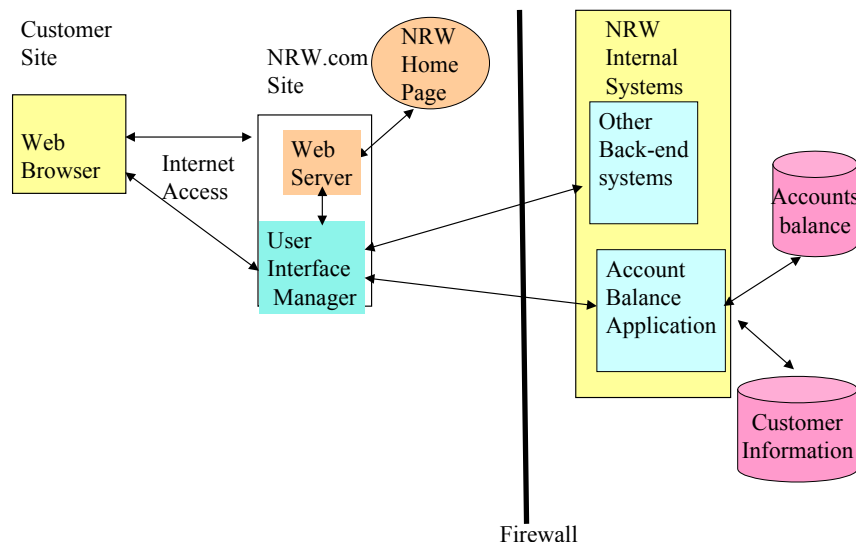 Customer
Site
NRW.com
Site
NRW
Home
Page
NRW
Internal
Systems
Web
Browser
Internet
Access
Web
Server
User
Interface
Manager
Other
Back-end
systems
Account
Balance
Application
Accounts
balance
Customer
Information
Firewall